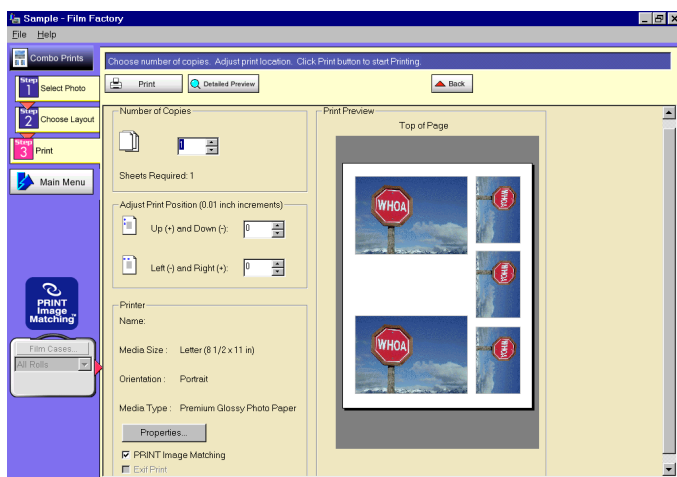 Sample - Film Factory
File Help
Combo Prints
Choose number of copies. Adjust print location. Click Print button to start Printing.
Step 1 Select Photo
Print
Detailed Preview
Back
Step 2 Choose Layout
Step 3 Print
Main Menu
Number of Copies
1
Sheets Required: 1
Adjust Print Position (0.01 inch increments)
Up (+) and Down (-): 0
Left (-) and Right (+): 0
Printer
Name:
Media Size : Letter (8 1/2 x 11 in)
Orientation : Portrait
Media Type : Premium Glossy Photo Paper
Properties...
PRINT Image Matching
Exif Print
Print Preview
Top of Page
WHOA
WHOA
WHOA
WHOA
WHOA
PRINT
Image
Matching™
Film Cases...
All Rolls